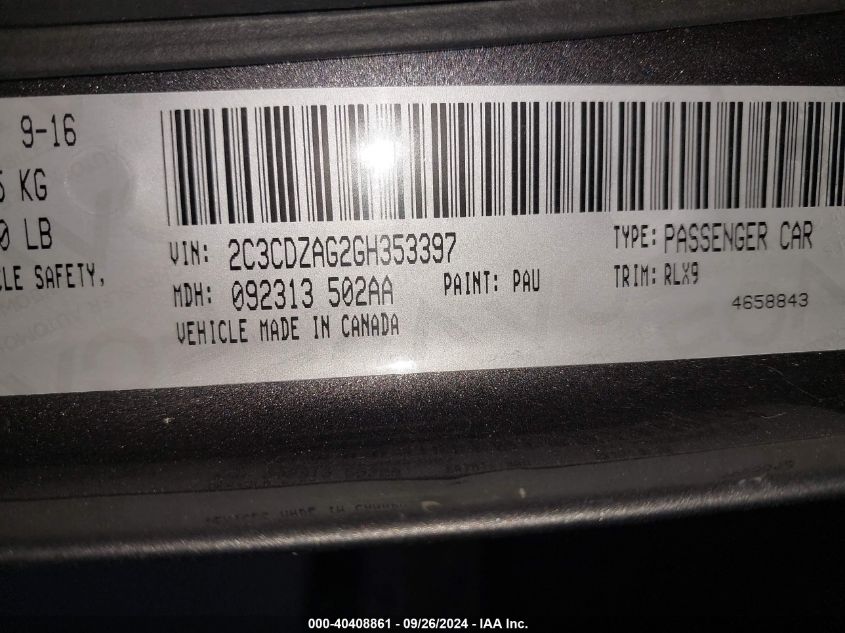 9-16
KG
LB
VIN: 2C3CDZAG2GH353397
TYPE: PASSENGER CAR
SAFETY,
MDH: 092313 502AA
PAINT: PAU
TRIM: RLX9
4658843
VEHICLE MADE IN CANADA
000-40408861 - 09/26/2024 - IAA Inc.